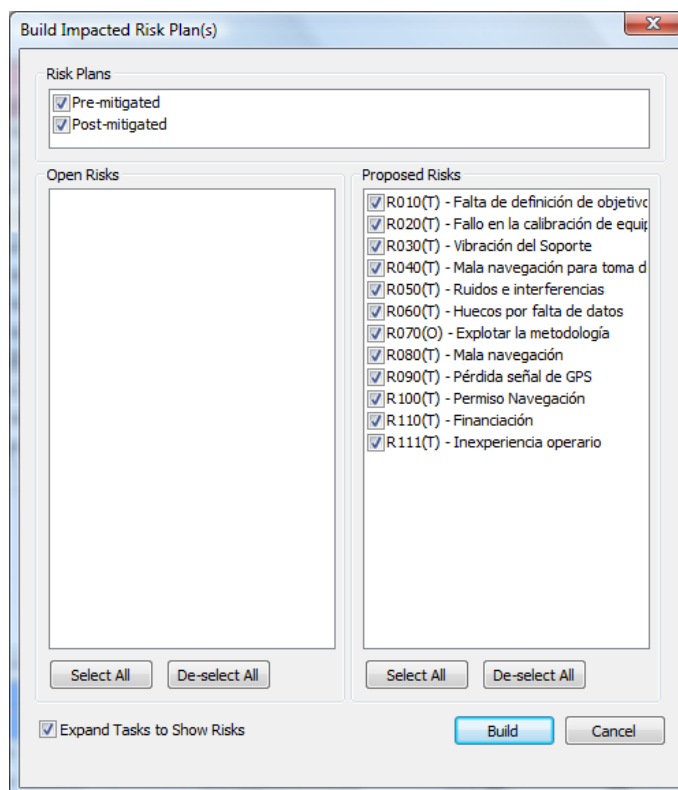 Build Impacted Risk Plan(s)
Risk Plans
Pre-mitigated
Post-mitigated
Open Risks
Proposed Risks
R010(T) - Falta de definición de objetivo
R020(T) - Fallo en la calibración de equip
R030(T) - Vibración del Soporte
R040(T) - Mala navegación para toma d
R050(T) - Ruidos e interferencias
R060(T) - Huecos por falta de datos
R070(O) - Explotar la metodología
R080(T) - Mala navegación
R090(T) - Pérdida señal de GPS
R100(T) - Permiso Navegación
R110(T) - Financiación
R111(T) - Inexperiencia operario
Select All De-select All Select All De-select All
Expand Tasks to Show Risks Build Cancel